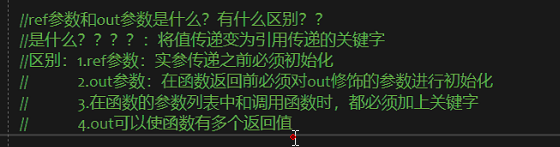 //ref参数和out参数是什么？有什么区别？？
//是什么？？？？：将值传递变为引用传递的关键字
//区别：1.ref参数：实参传递之前必须初始化
// 2.out参数：在函数返回前必须对out修饰的参数进行初始化
// 3.在函数的参数列表中和调用函数时，都必须加上关键字
// 4.out可以使函数有多个返回值